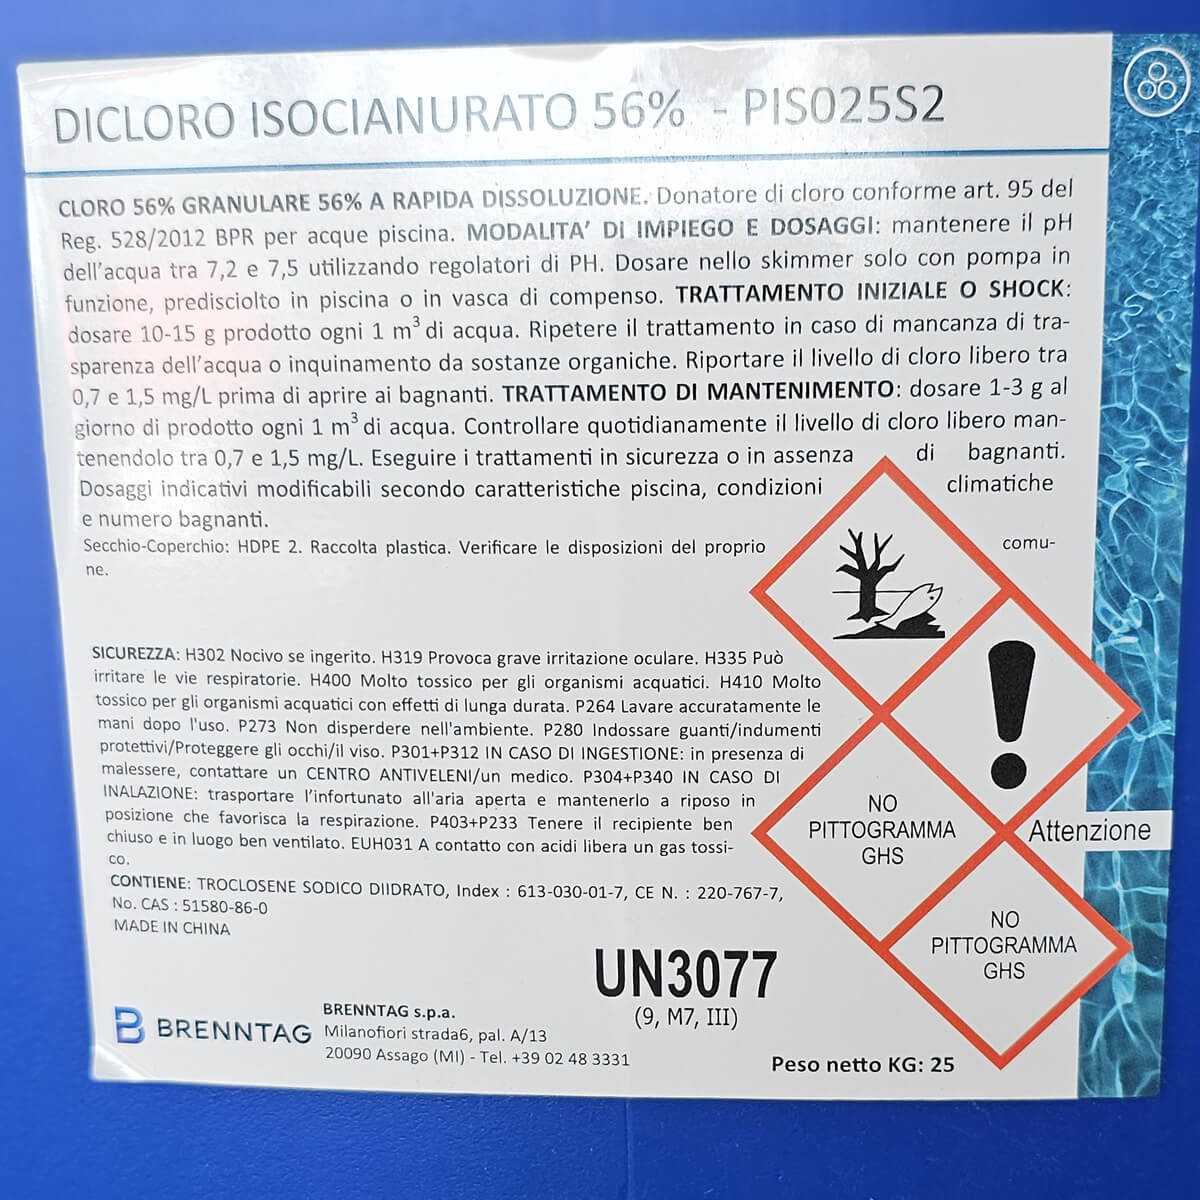 DICLORO ISOCIANURATO 56% - PIS025S2
CLORO 56% GRANULARE 56% A RAPIDA DISSOLUZIONE. Donatore di cloro conforme art. 95 del
Reg. 528/2012 BPR per acque piscina. MODALITA' DI IMPIEGO E DOSAGGI: mantenere il pH
dell'acqua tra 7,2 e 7,5 utilizzando regolatori di PH. Dosare nello skimmer solo con pompa in
funzione, predisciolto in piscina o in vasca di compenso. TRATTAMENTO INIZIALE O SHOCK:
dosare 10-15 g prodotto ogni 1 m³ di acqua. Ripetere il trattamento in caso di mancanza di tra-
sparenza dell'acqua o inquinamento da sostanze organiche. Riportare il livello di cloro libero tra
0,7 e 1,5 mg/L prima di aprire ai bagnanti. TRATTAMENTO DI MANTENIMENTO: dosare 1-3 g al
giorno di prodotto ogni 1 m³ di acqua. Controllare quotidianamente il livello di cloro libero man-
tenendolo tra 0,7 e 1,5 mg/L. Eseguire i trattamenti in sicurezza o in assenza di bagnanti.
Dosaggi indicativi modificabili secondo caratteristiche piscina, condizioni climatiche
e numero bagnanti.
Secchio-Coperchio: HDPE 2. Raccolta plastica. Verificare le disposizioni del proprio comu-
ne.
SICUREZZA: H302 Nocivo se ingerito. H319 Provoca grave irritazione oculare. H335 Può
irritare le vie respiratorie. H400 Molto tossico per gli organismi acquatici. H410 Molto
tossico per gli organismi acquatici con effetti di lunga durata. P264 Lavare accuratamente le
mani dopo l'uso. P273 Non disperdere nell'ambiente. P280 Indossare guanti/indumenti
protettivi/Proteggere gli occhi/il viso. P301+P312 IN CASO DI INGESTIONE: in presenza di
malessere, contattare un CENTRO ANTIVELENI/un medico. P304+P340 IN CASO DI
INALAZIONE: trasportare l'infortunato all'aria aperta e mantenerlo a riposo in
posizione che favorisca la respirazione. P403+P233 Tenere il recipiente ben
chiuso e in luogo ben ventilato. EUH031 A contatto con acidi libera un gas tossi-
co.
CONTIENE: TROCLOSENE SODICO DIIDRATO, Index : 613-030-01-7, CE N. : 220-767-7,
No. CAS : 51580-86-0
MADE IN CHINA
NO
PITTOGRAMMA
GHS
Attenzione
NO
PITTOGRAMMA
GHS
UN3077
(9, M7, III)
BRENNTAG
BRENNTAG s.p.a.
Milanofiori strada6, pal. A/13
20090 Assago (MI) - Tel. +39 02 48 3331
Peso netto KG: 25